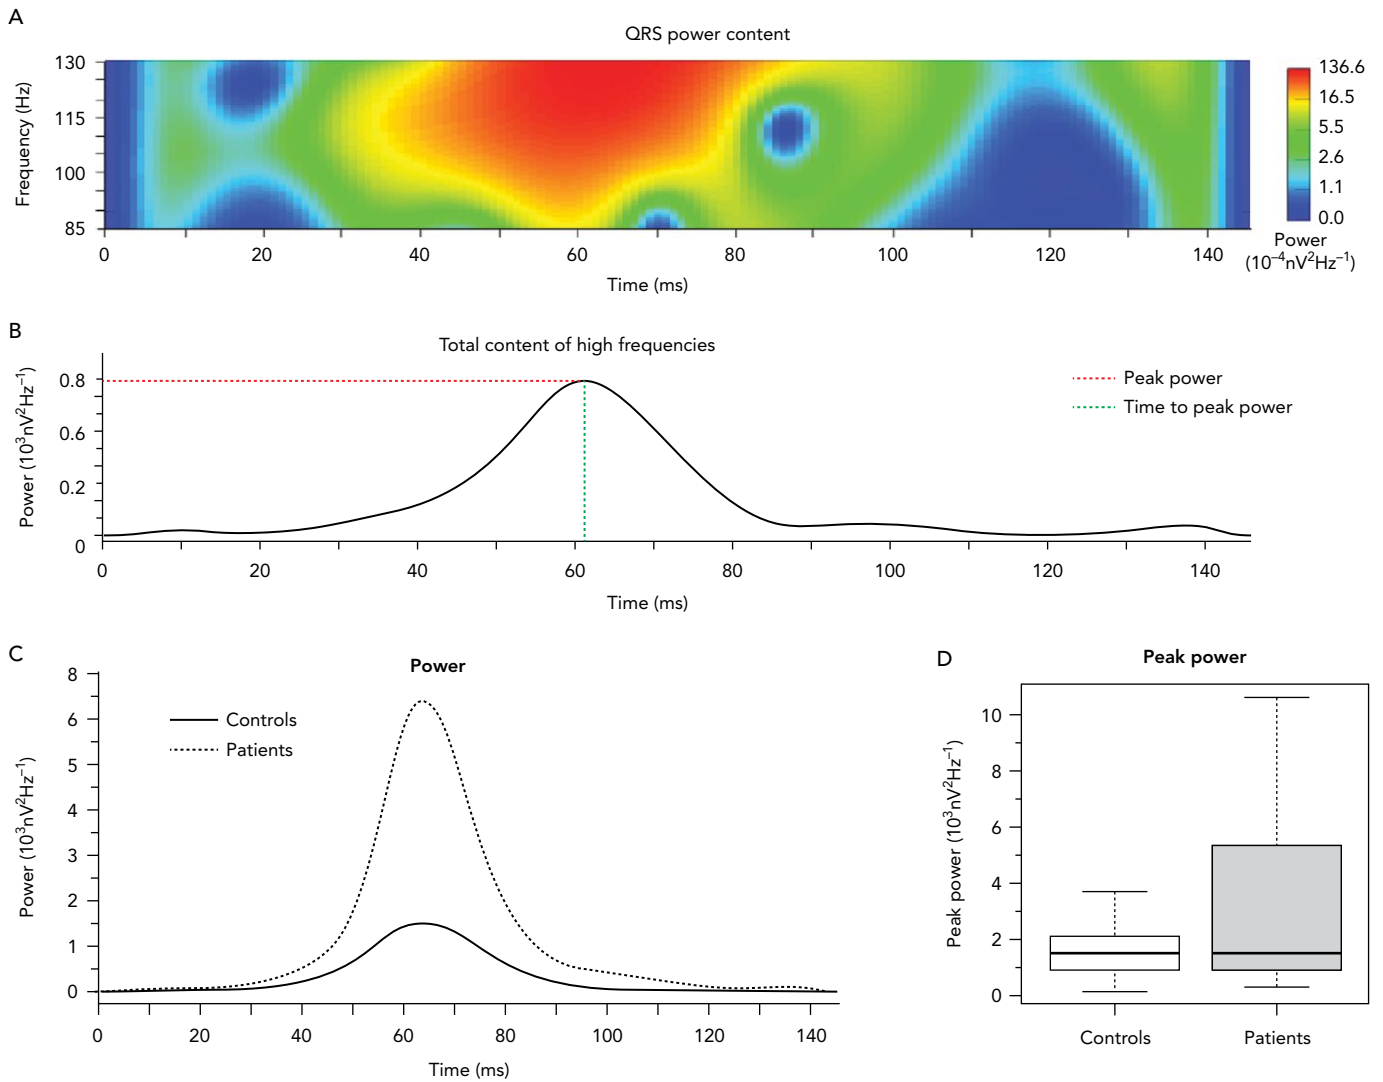 A
QRS power content
Frequency (Hz)
130
115
100
85
0 20 40 60 80 100 120 140
Time (ms)
136.6
16.5
5.5
2.6
1.1
0.0
Power
(10⁻⁴nV²Hz⁻¹)
B
Total content of high frequencies
Power (10³nV²Hz⁻¹)
0.8
0.6
0.2
0
0 20 40 60 80 100 120 140
Time (ms)
Peak power
Time to peak power
C
Power
Power (10³nV²Hz⁻¹)
8
6
5
4
3
2
1
0
0 20 40 60 80 100 120 140
Time (ms)
Controls
Patients
D
Peak power
Peak power (10³nV²Hz⁻¹)
10
8
6
4
2
0
Controls Patients